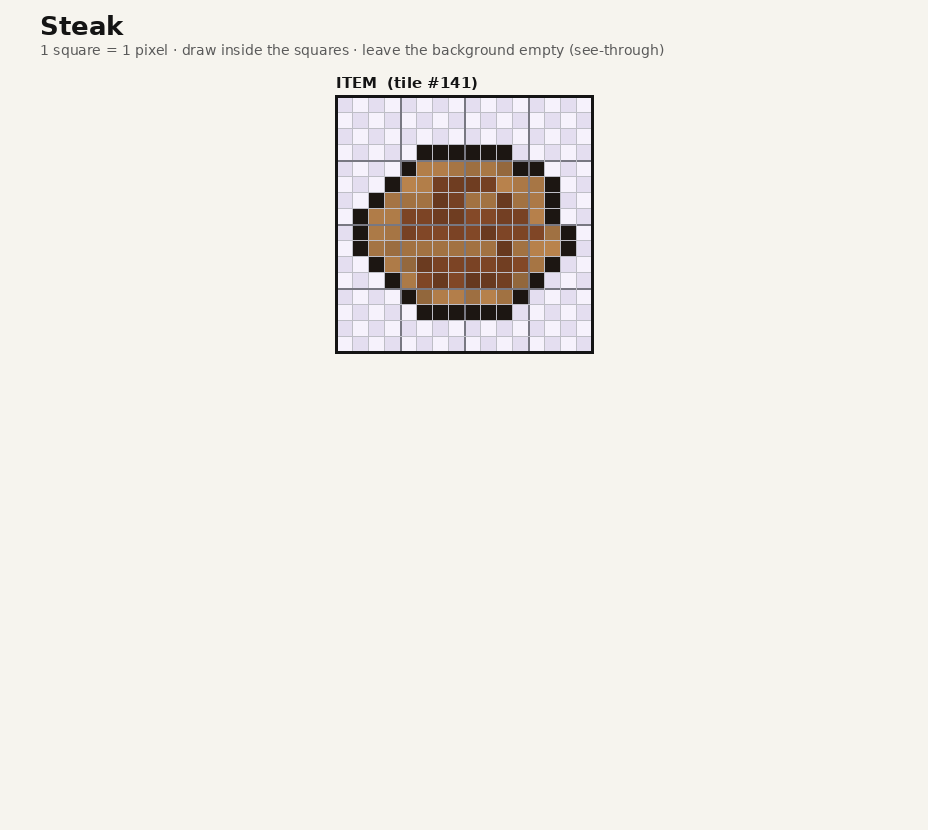 Steak
1 square = 1 pixel · draw inside the squares · leave the background empty (see-through)
ITEM (tile #141)